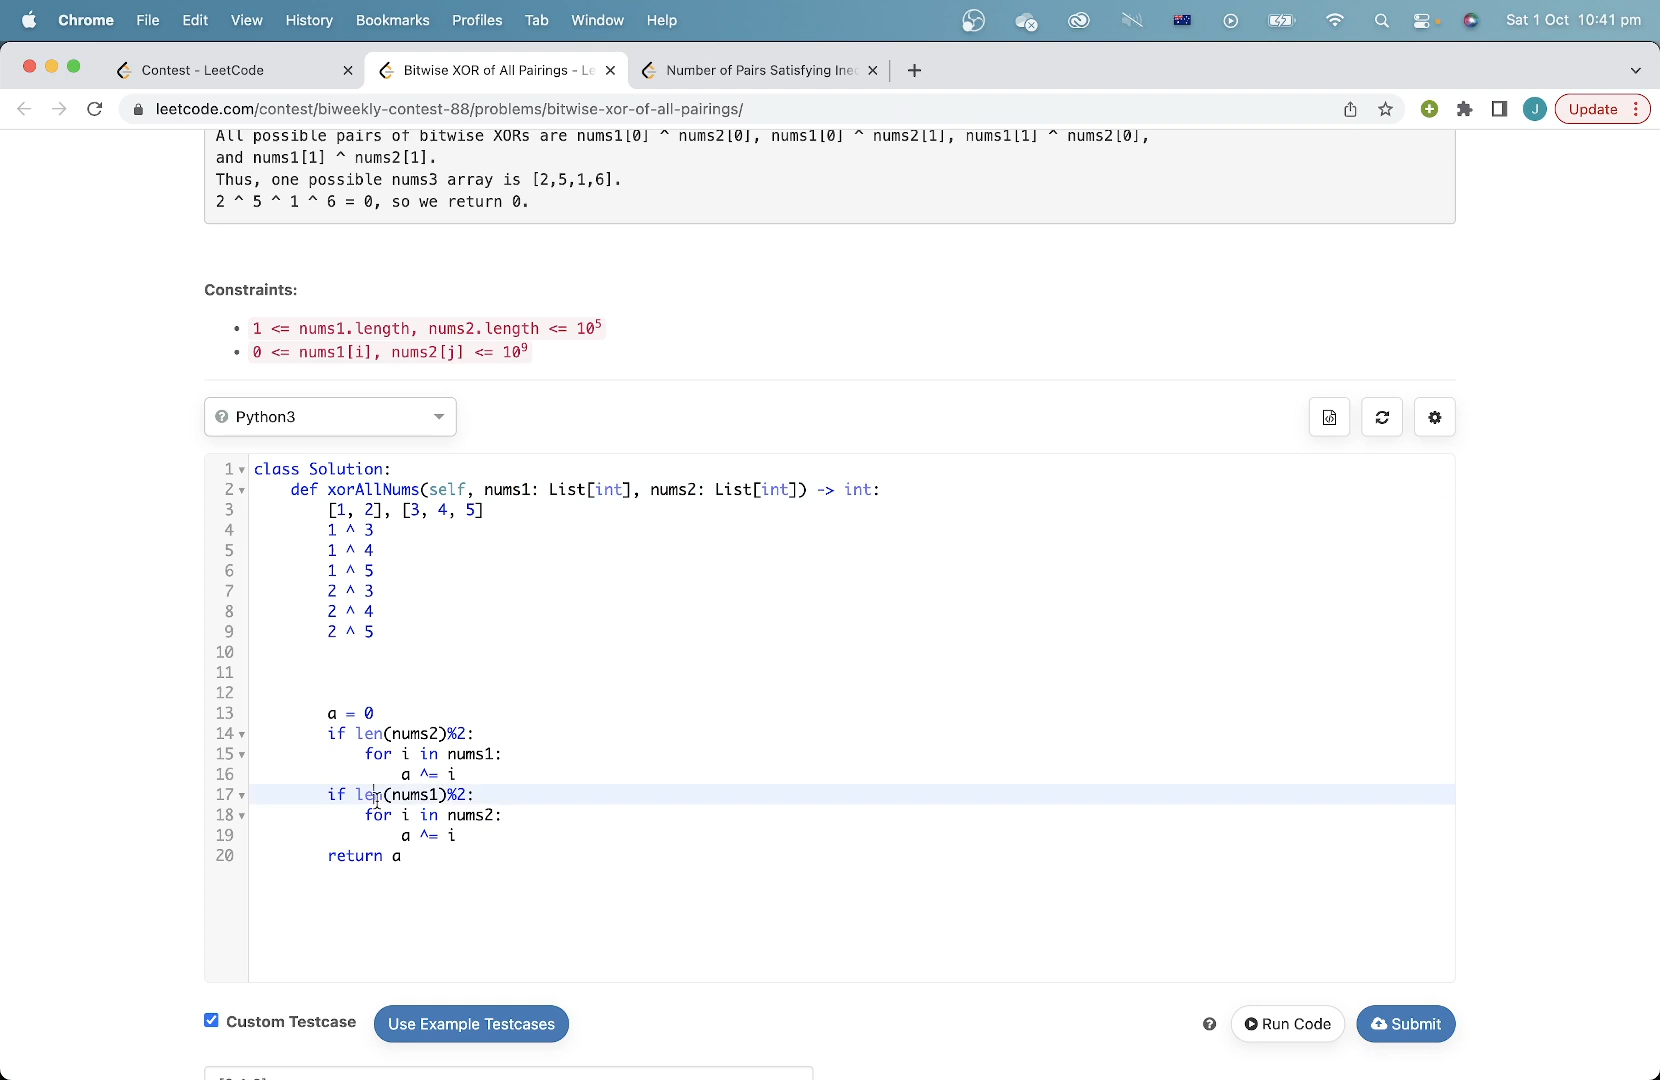 Chrome File Edit View History Bookmarks Profiles Tab Window Help Sat 1 Oct 10:41 pm
Contest - LeetCode Bitwise XOR of All Pairings - Le Number of Pairs Satisfying Ine
leetcode.com/contest/biweekly-contest-88/problems/bitwise-xor-of-all-pairings/ J Update
All possible pairs of bitwise XORs are nums1[0] ^ nums2[0], nums1[0] ^ nums2[1], nums1[1] ^ nums2[0],
and nums1[1] ^ nums2[1].
Thus, one possible nums3 array is [2,5,1,6].
2 ^ 5 ^ 1 ^ 6 = 0, so we return 0.
Constraints:
• 1 <= nums1.length, nums2.length <= 10⁵
• 0 <= nums1[i], nums2[j] <= 10⁹
Python3
1 class Solution:
2 def xorAllNums(self, nums1: List[int], nums2: List[int]) -> int:
3 [1, 2], [3, 4, 5]
4 1 ^ 3
5 1 ^ 4
6 1 ^ 5
7 2 ^ 3
8 2 ^ 4
9 2 ^ 5
10
11
12
13 a = 0
14 if len(nums2)%2:
15 for i in nums1:
16 a ^= i
17 if len(nums1)%2:
18 for i in nums2:
19 a ^= i
20 return a
Custom Testcase Use Example Testcases Run Code Submit